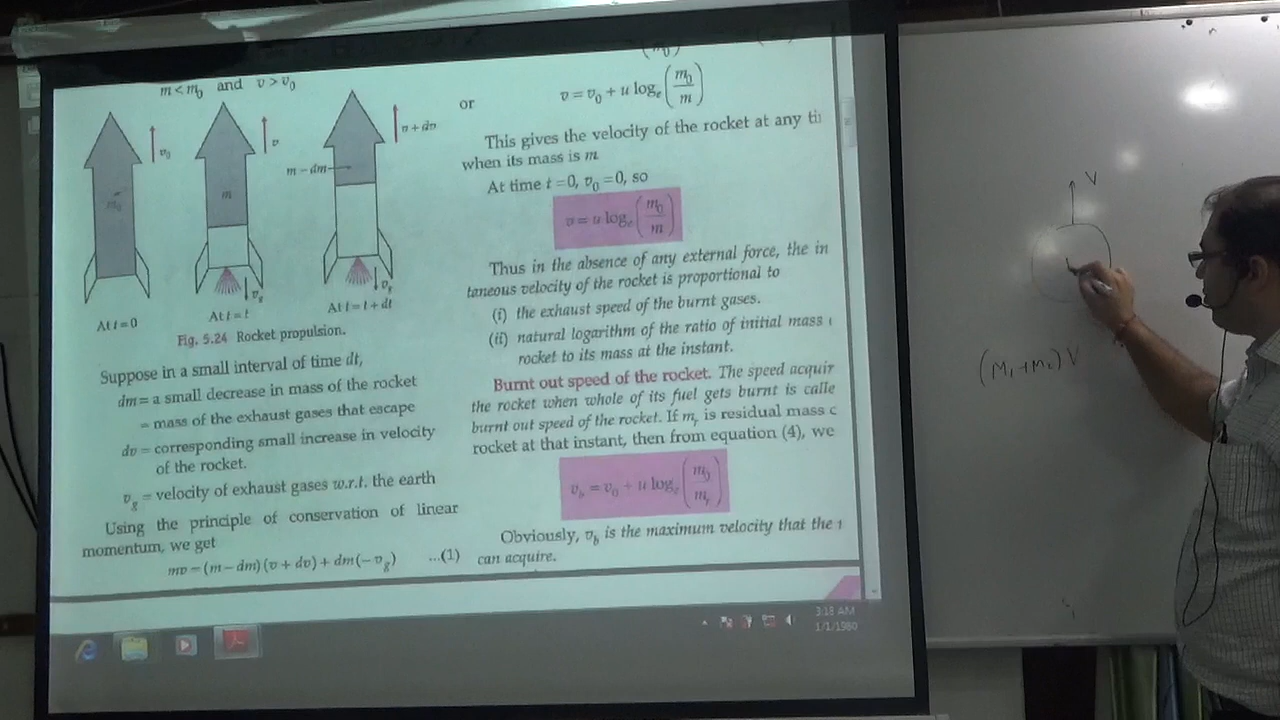 m < m₀ and v > v₀
v₀
v
v + dv
m – dm
m₀
m
v_g
v_g
At t = 0
At t = t
At t = t + dt
Fig. 5.24 Rocket propulsion.
Suppose in a small interval of time dt,
dm = a small decrease in mass of the rocket
= mass of the exhaust gases that escape
dv = corresponding small increase in velocity
of the rocket.
v_g = velocity of exhaust gases w.r.t. the earth
Using the principle of conservation of linear
momentum, we get
mv = (m – dm)(v + dv) + dm(– v_g) ...(1)
or v = v₀ + u logₑ (m₀/m)
This gives the velocity of the rocket at any ti
when its mass is m
At time t = 0, v₀ = 0, so
v = u logₑ (m₀/m)
Thus in the absence of any external force, the in
taneous velocity of the rocket is proportional to
(i) the exhaust speed of the burnt gases.
(ii) natural logarithm of the ratio of initial mass
rocket to its mass at the instant.
Burnt out speed of the rocket. The speed acquir
the rocket when whole of its fuel gets burnt is calle
burnt out speed of the rocket. If mᵣ is residual mass
rocket at that instant, then from equation (4), we
v_b = v₀ + u logₑ (m₀/mᵣ)
Obviously, v_b is the maximum velocity that the
can acquire.
3:18 AM
1/1/1980
V
(M₁+M₂)V